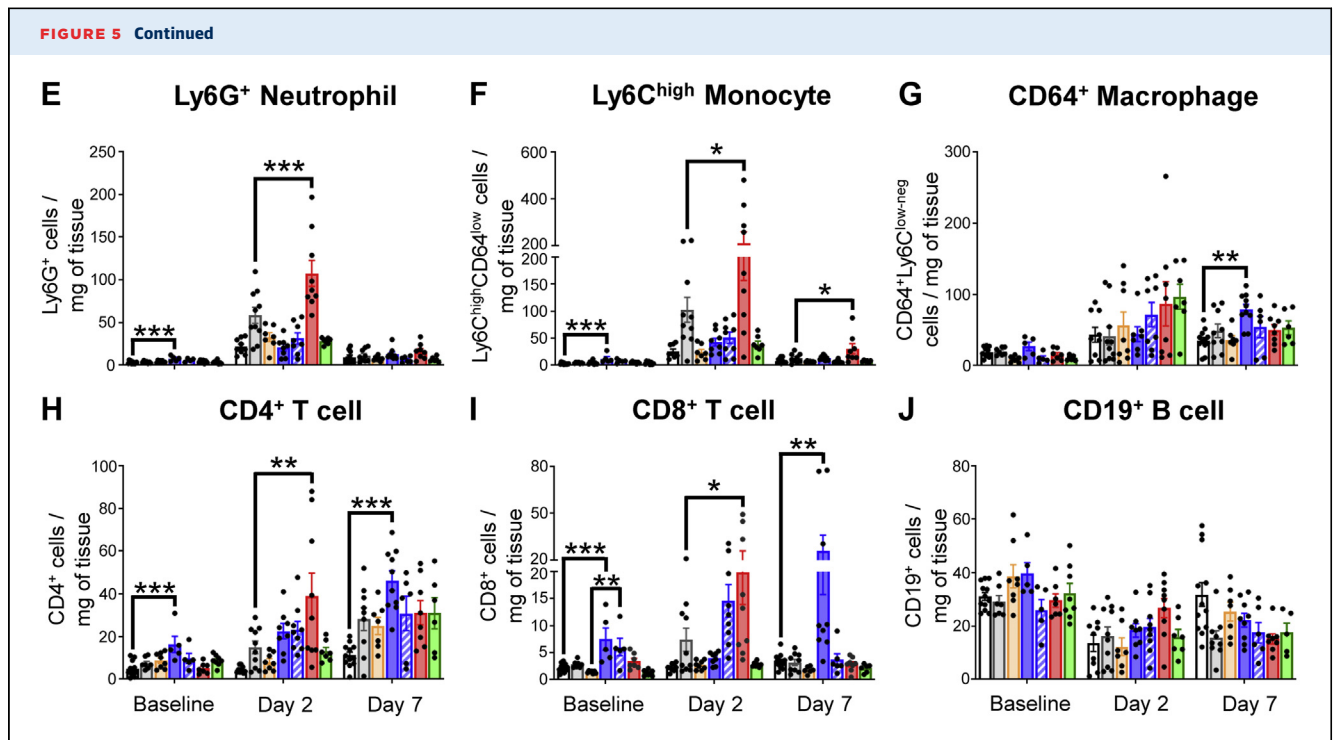 FIGURE 5 Continued
E Ly6G⁺ Neutrophil
Ly6G⁺ cells /
mg of tissue
250
200
150
100
50
0
***
***
F Ly6Cʰⁱᵍʰ Monocyte
Ly6CʰⁱᵍʰCD64ˡᵒʷ cells /
mg of tissue
600
400
200
200
150
100
50
0
***
*
*
G CD64⁺ Macrophage
CD64⁺Ly6Cˡᵒʷ⁻ⁿᵉᵍ
cells / mg of tissue
300
200
100
0
**
H CD4⁺ T cell
CD4⁺ cells /
mg of tissue
100
80
60
40
20
0
***
**
***
Baseline Day 2 Day 7
I CD8⁺ T cell
CD8⁺ cells /
mg of tissue
80
50
20
20
15
10
5
0
***
**
*
**
Baseline Day 2 Day 7
J CD19⁺ B cell
CD19⁺ cells /
mg of tissue
80
60
40
20
0
Baseline Day 2 Day 7